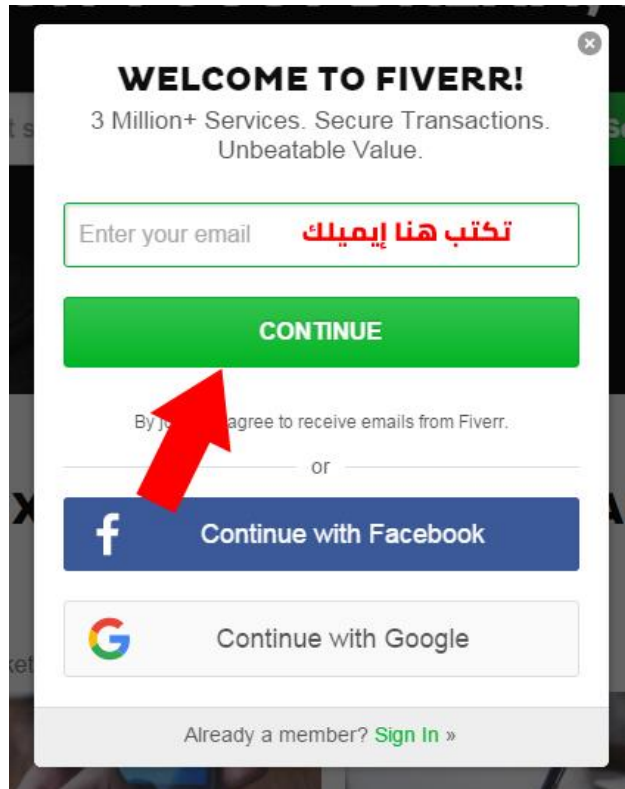 WELCOME TO FIVERR!
3 Million+ Services. Secure Transactions.
Unbeatable Value.
Enter your email تكتب هنا إيميلك
CONTINUE
By agree to receive emails from Fiverr.
or
f Continue with Facebook
G Continue with Google
Already a member? Sign In »